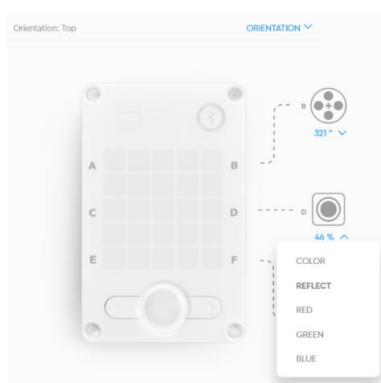 Orientation: Top
ORIENTATION
B
321 °
A
B
C
D
D
46 %
E
F
COLOR
REFLECT
RED
GREEN
BLUE